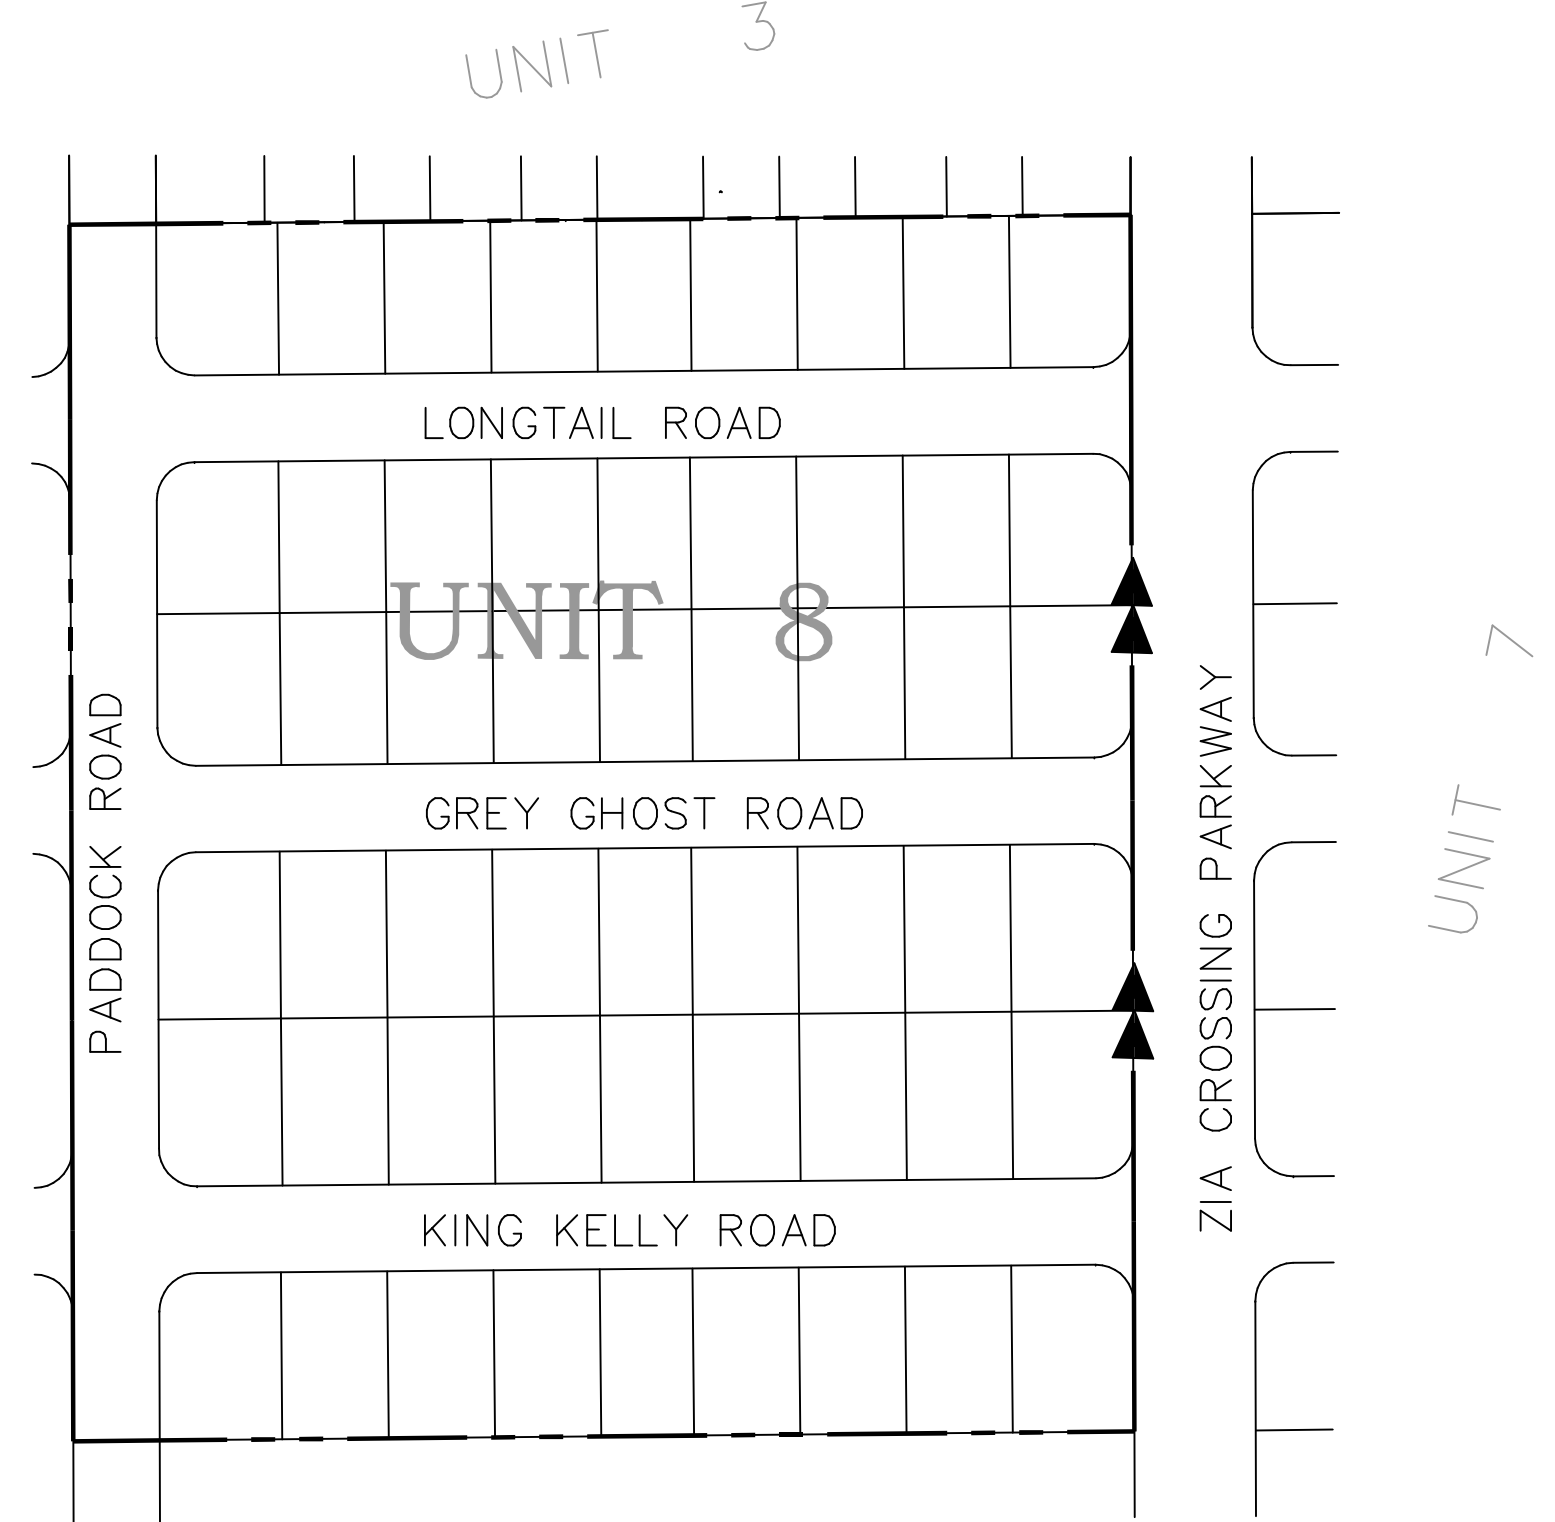 UNIT 3
LONGTAIL ROAD
UNIT 8
PADDOCK ROAD
GREY GHOST ROAD
ZIA CROSSING PARKWAY
UNIT 7
KING KELLY ROAD